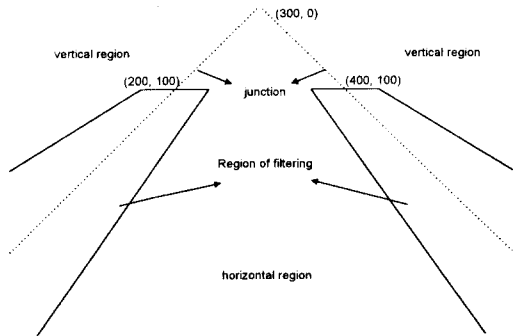 (300, 0)
vertical region
vertical region
(200, 100)
(400, 100)
junction
Region of filtering
horizontal region